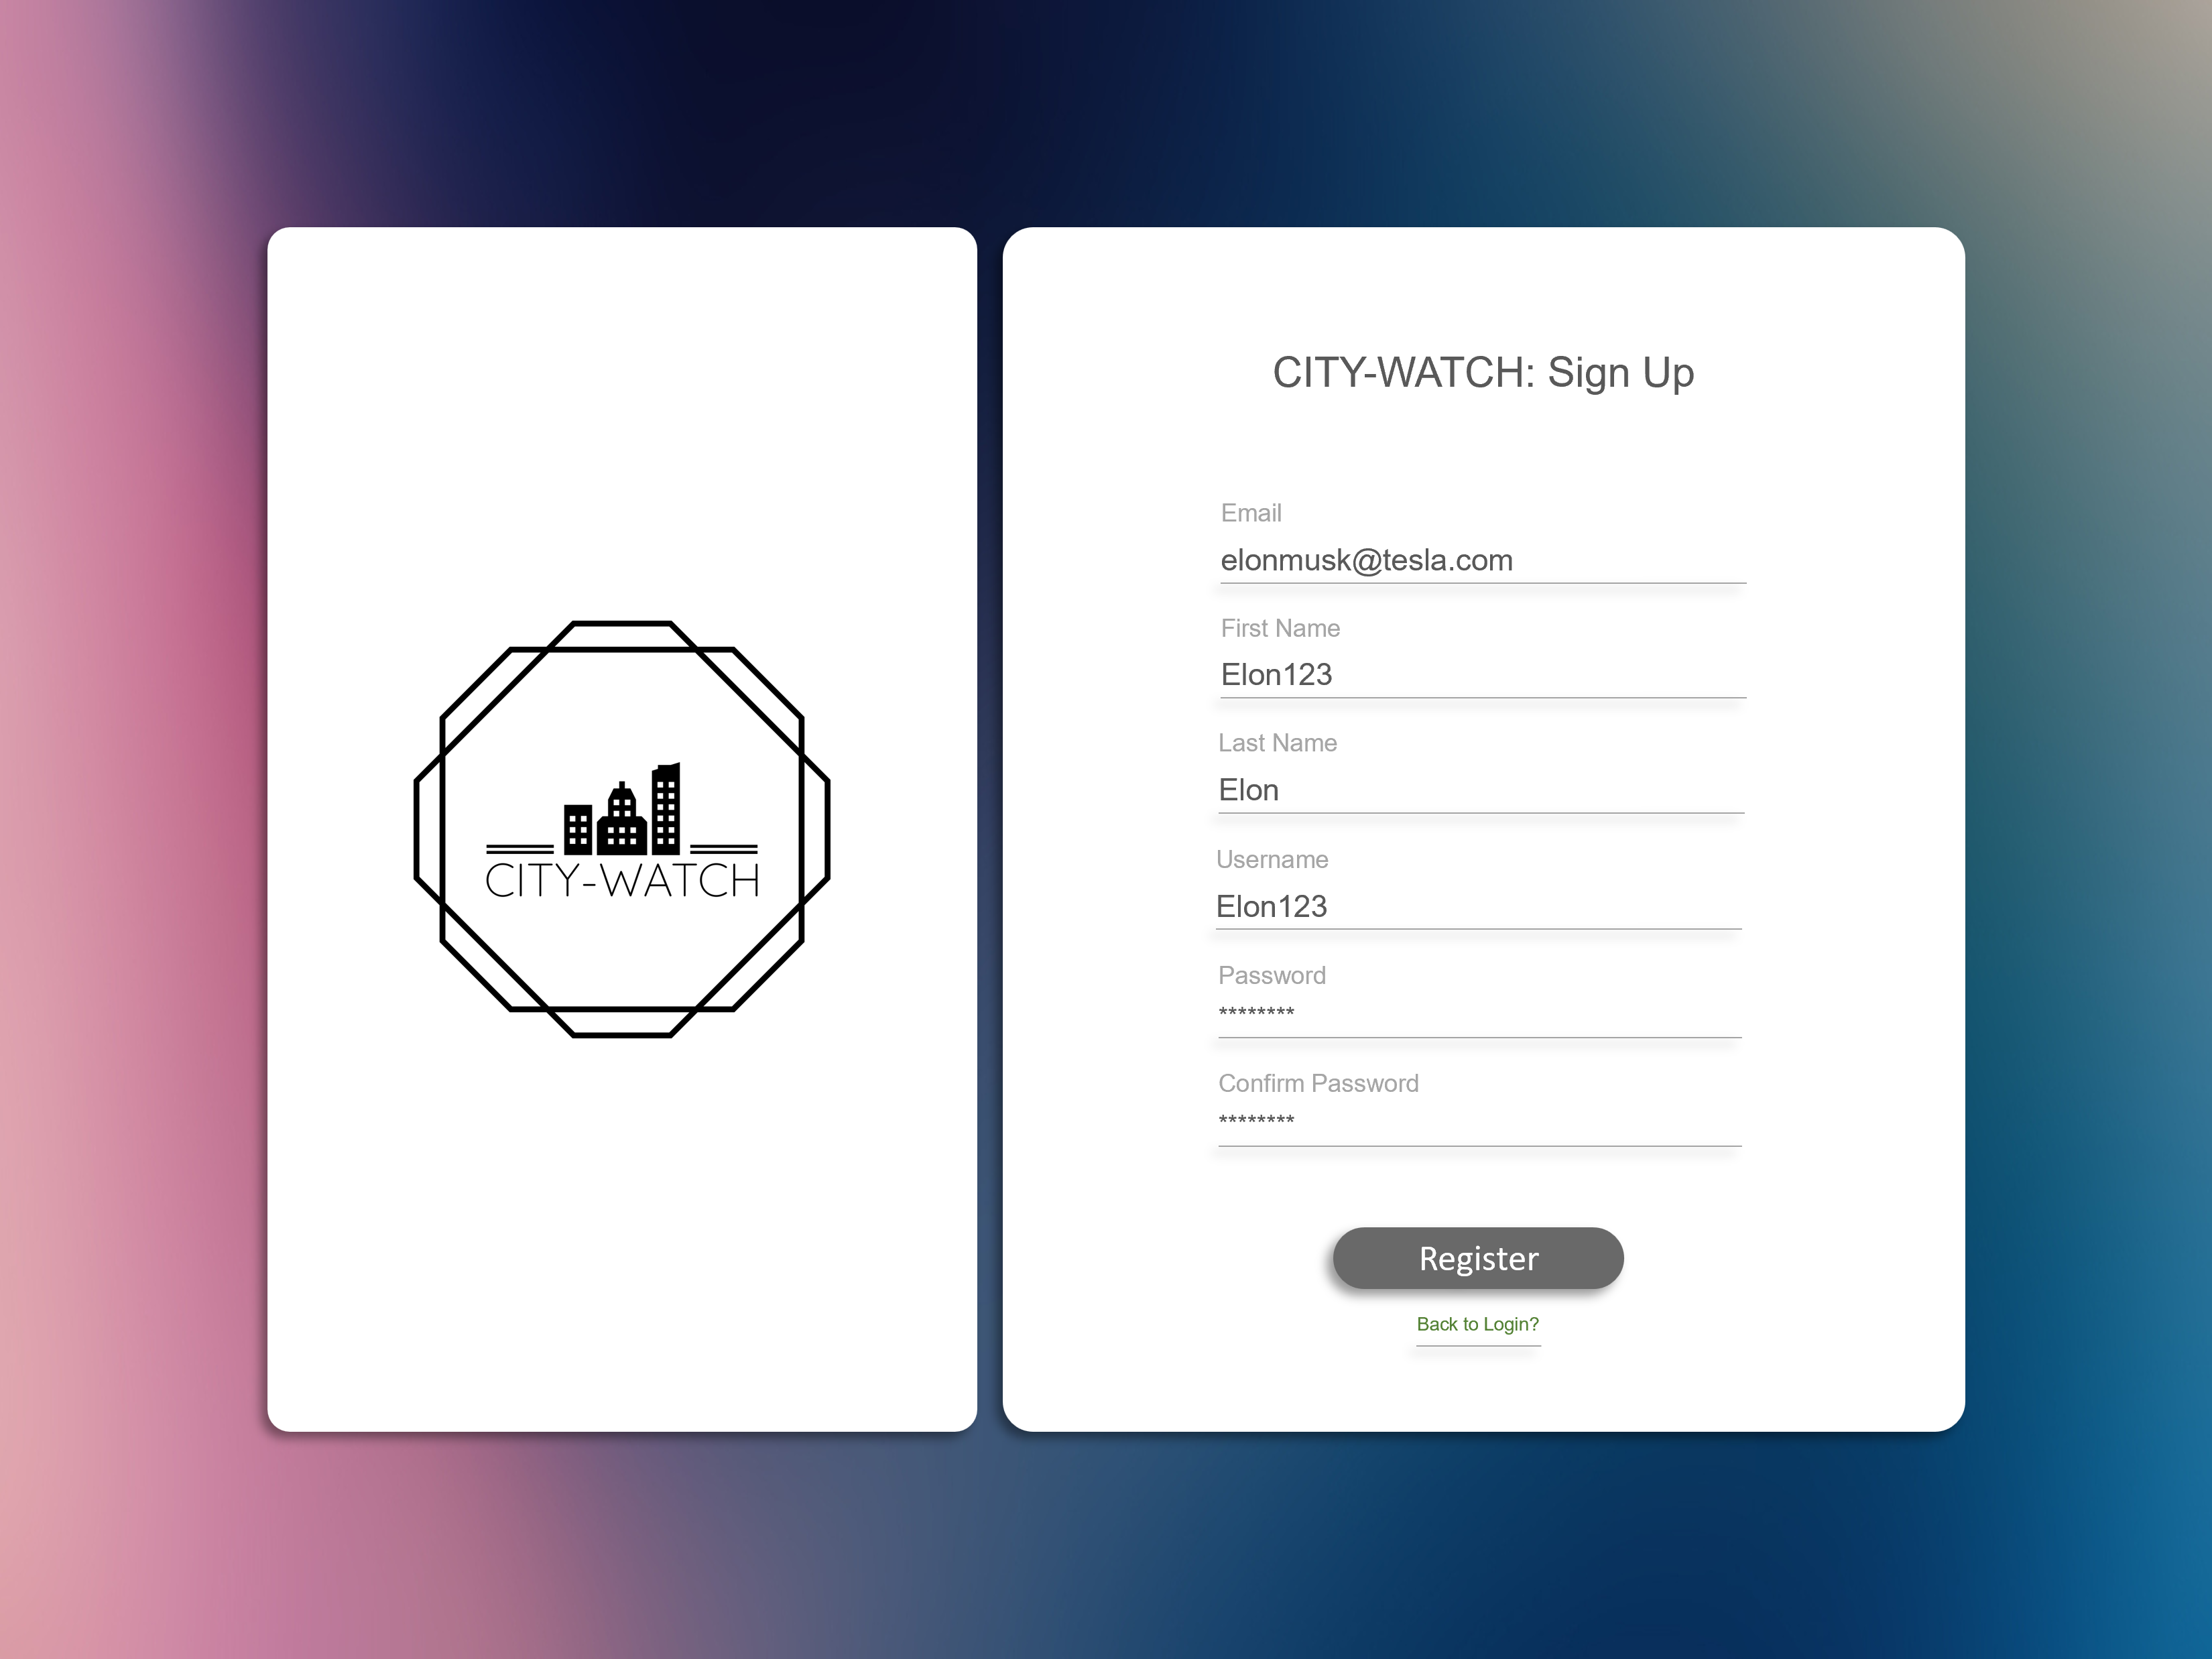 CITY-WATCH
CITY-WATCH: Sign Up
Email
elonmusk@tesla.com
First Name
Elon123
Last Name
Elon
Username
Elon123
Password
********
Confirm Password
********
Register
Back to Login?